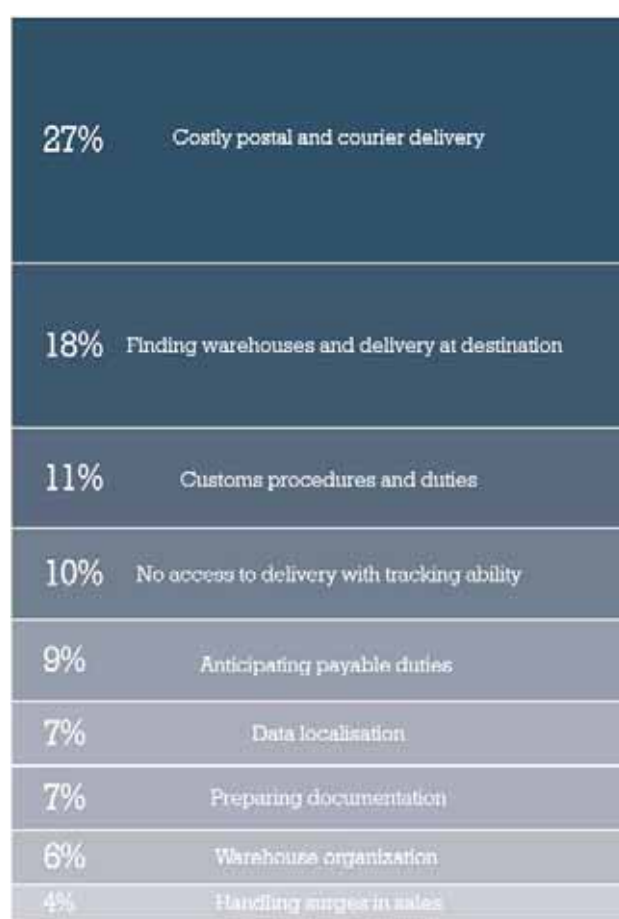 27% Costly postal and courier delivery
18% Finding warehouses and delivery at destination
11% Customs procedures and duties
10% No access to delivery with tracking ability
9% Anticipating payable duties
7% Data localisation
7% Preparing documentation
6% Warehouse organization
4% Handling surges in sales